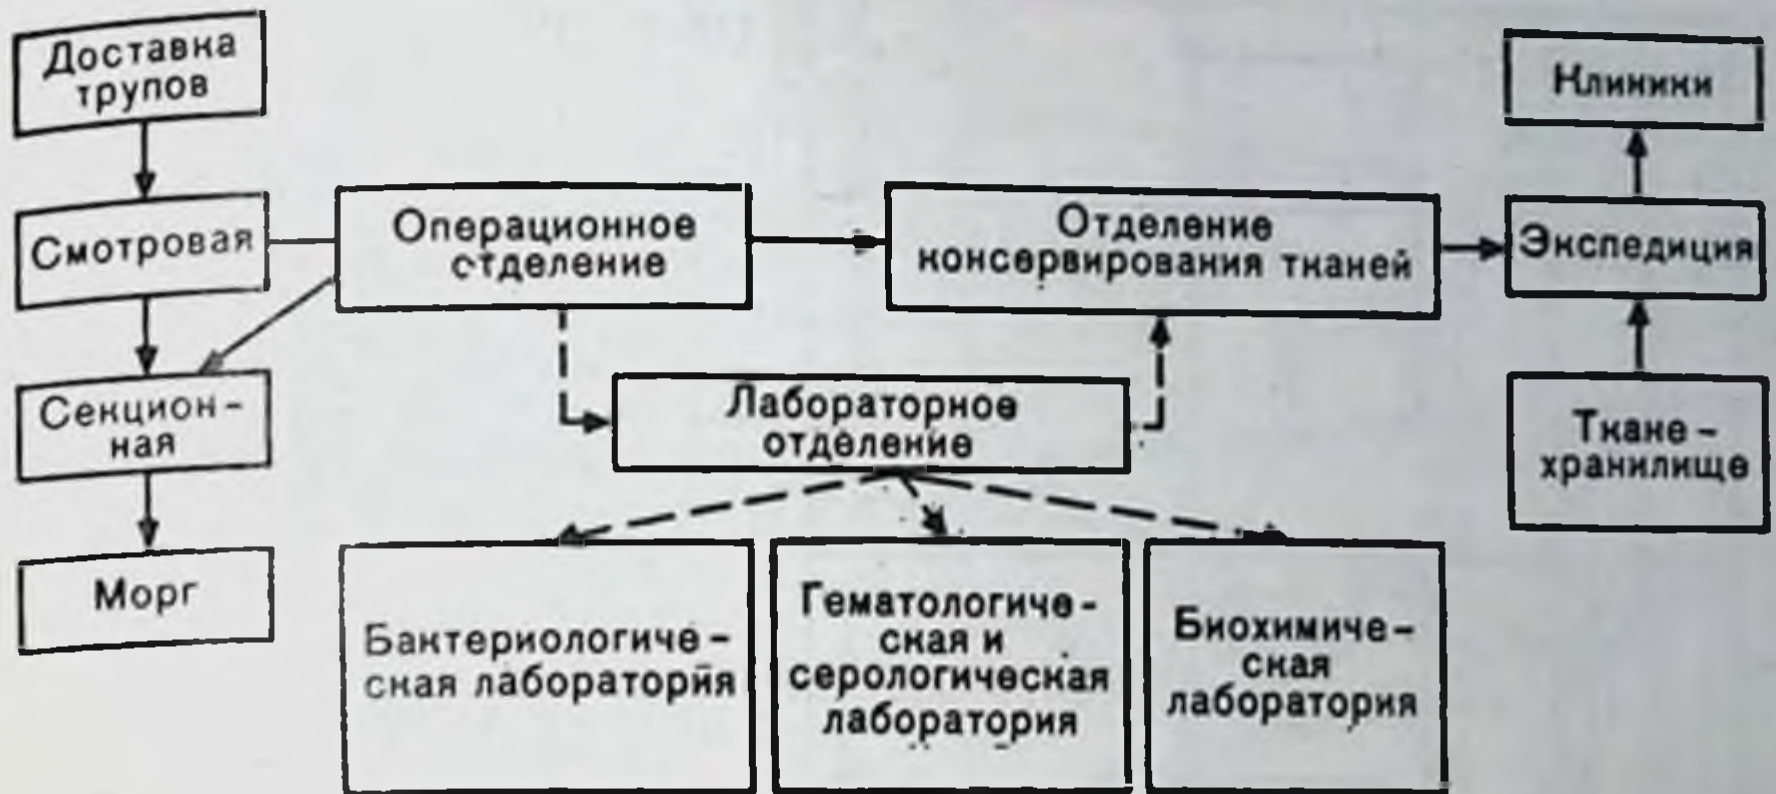 Доставка
трупов
Клиники
Смотровая
Операционное
отделение
Отделение
консервирования тканей
Экспедиция
Секцион-
ная
Лабораторное
отделение
Ткане-
хранилище
Морг
Бактериологиче-
ская лаборатория
Гематологиче-
ская и
серологическая
лаборатория
Биохимиче-
ская
лаборатория